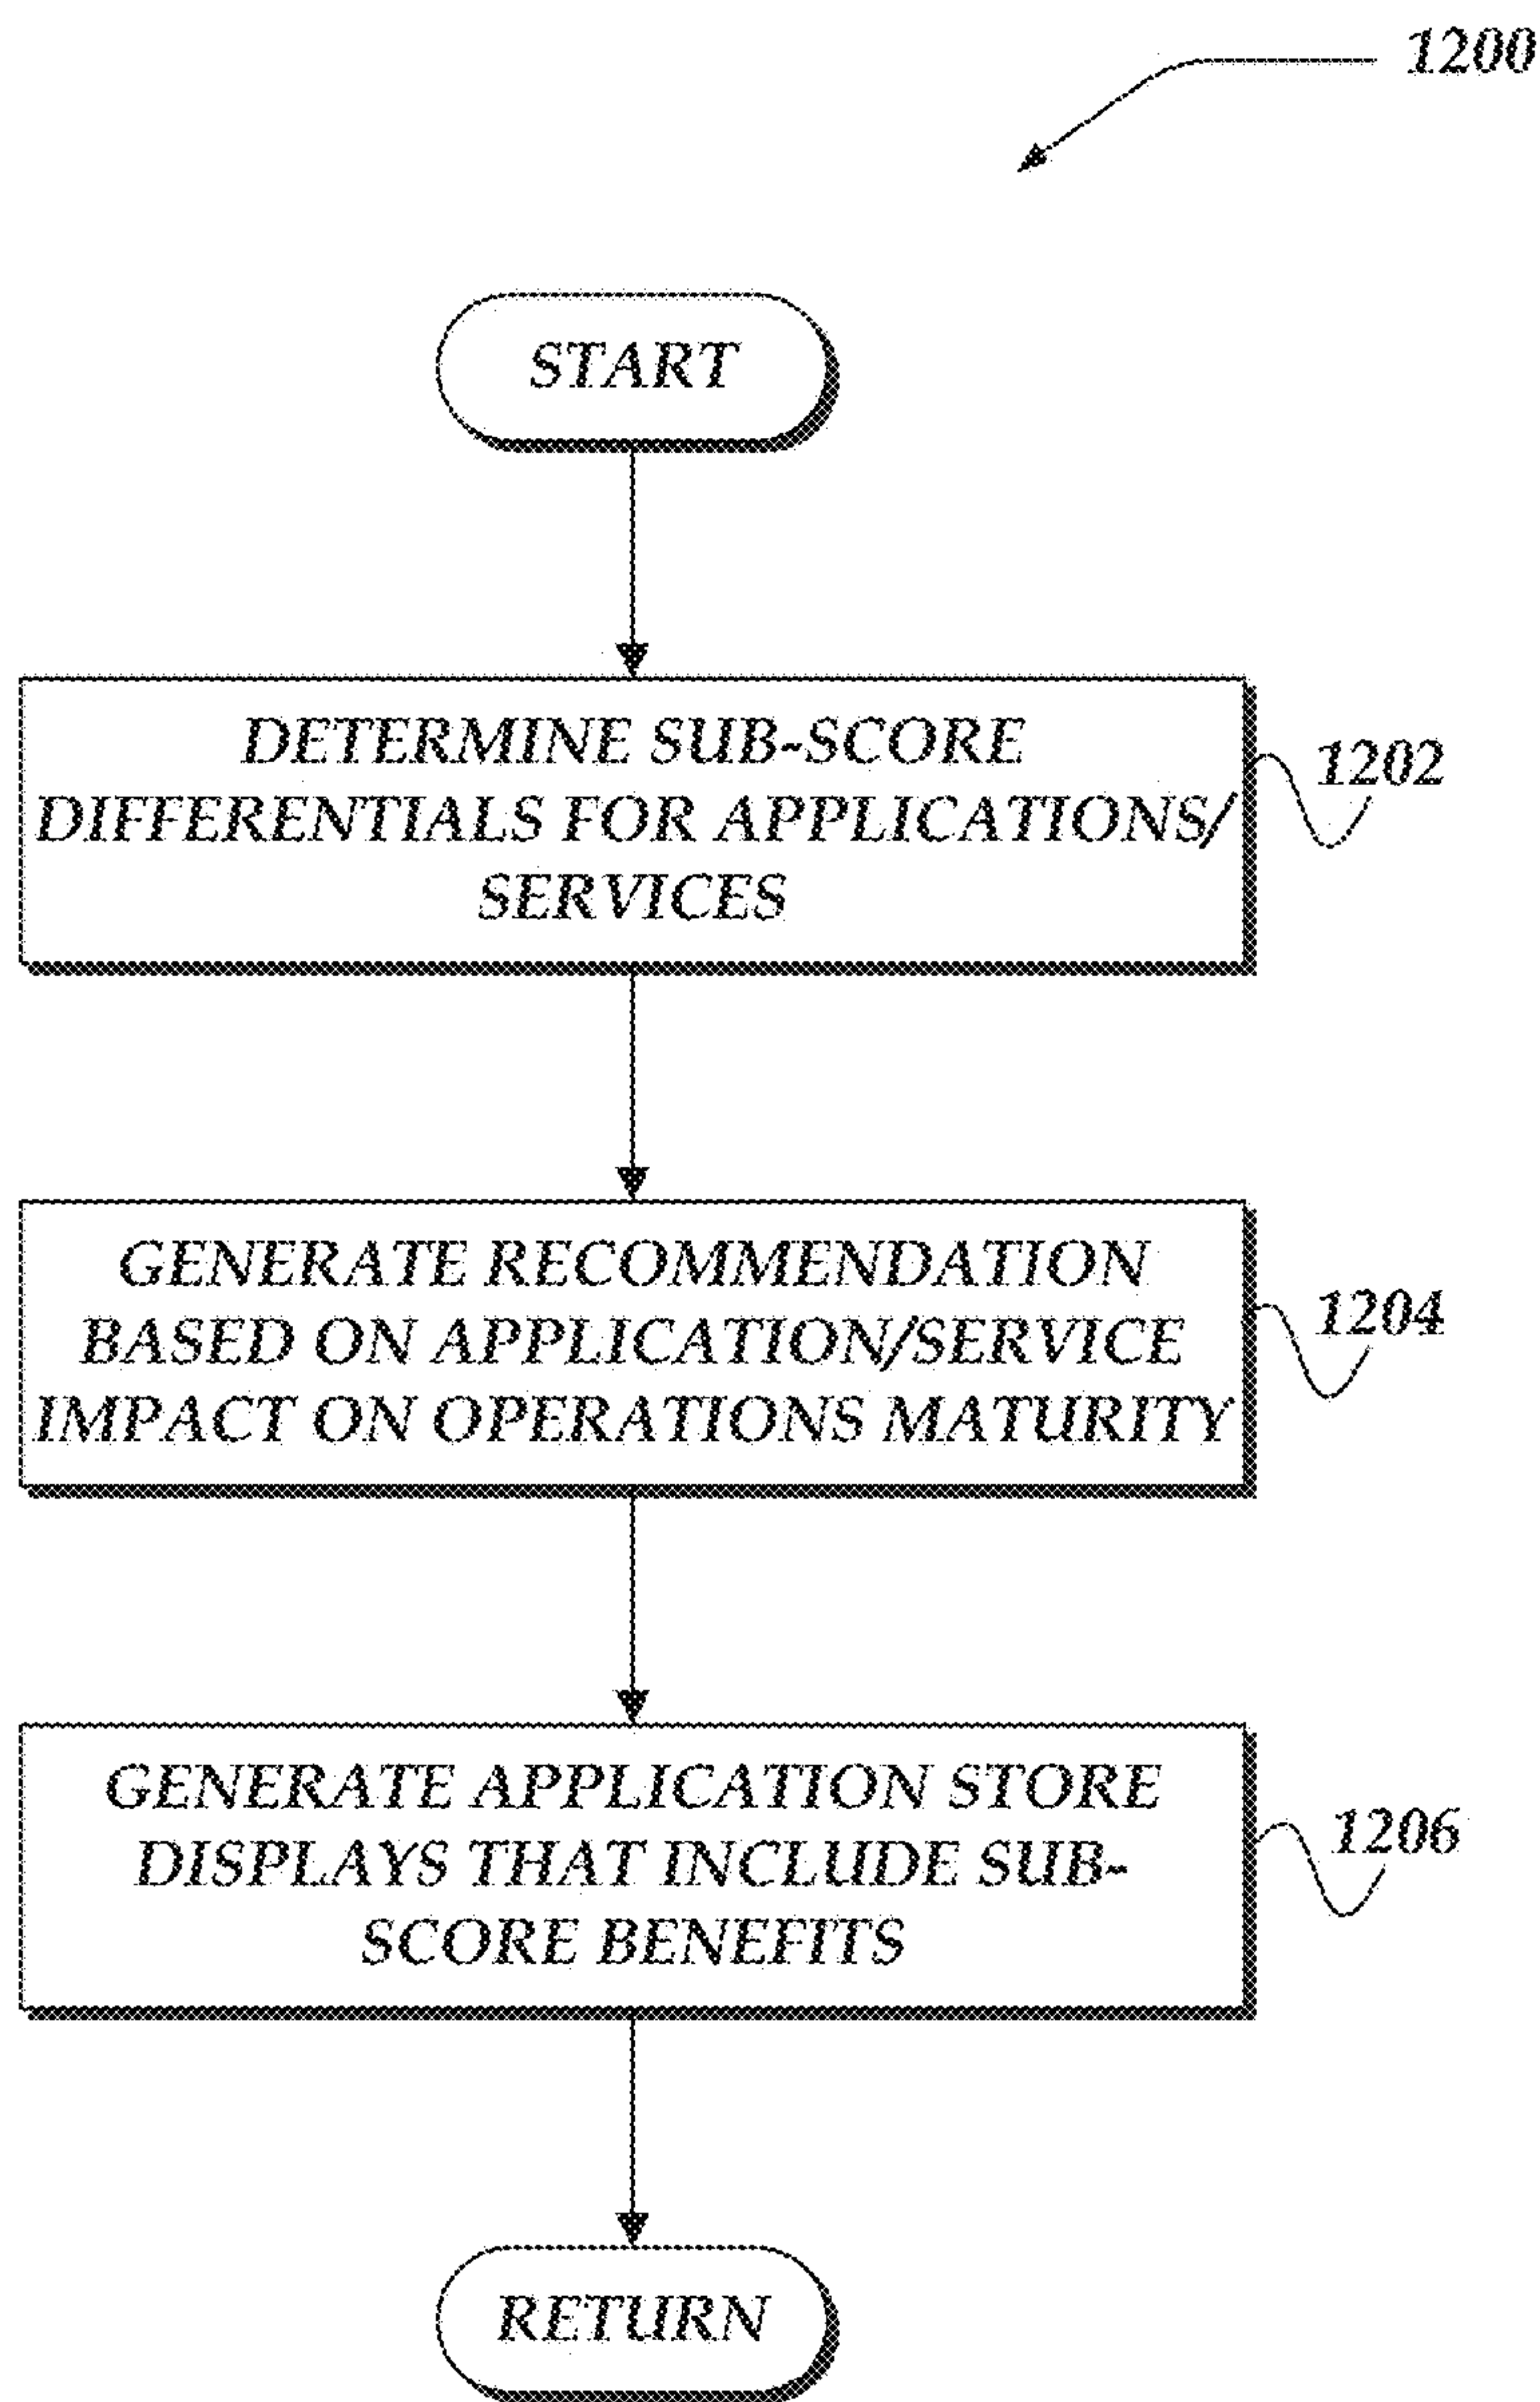 1200
START
DETERMINE SUB-SCORE
DIFFERENTIALS FOR APPLICATIONS/
SERVICES
1202
GENERATE RECOMMENDATION
BASED ON APPLICATION/SERVICE
IMPACT ON OPERATIONS MATURITY
1204
GENERATE APPLICATION STORE
DISPLAYS THAT INCLUDE SUB-
SCORE BENEFITS
1206
RETURN